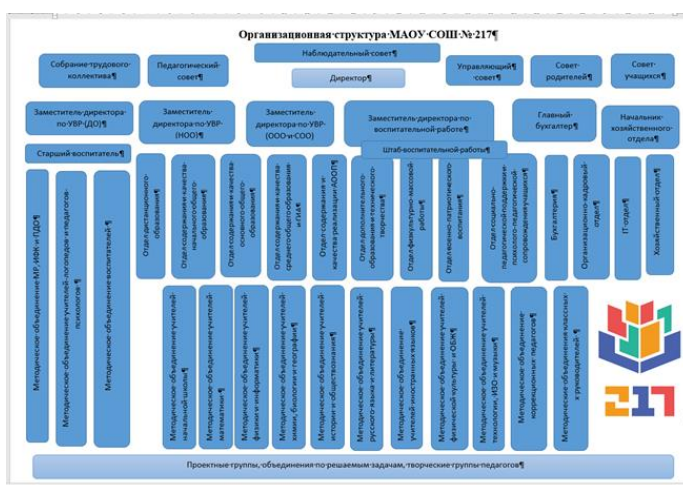 Организационная структура МАОУ СОШ № 217¶
Наблюдательный совет¶
Собрание трудового
коллектива¶
Педагогический
совет¶
Директор¶
Управляющий¶
совет¶
Совет
родителей¶
Совет
учащихся¶
Заместитель директора
по УВР (ДО)¶
Заместитель
директора по УВР
(НОО)¶
Заместитель
директора по УВР
(ООО и СОО)¶
Заместитель директора по
воспитательной работе¶
Главный
бухгалтер¶
Начальник
хозяйственного
отдела¶
Старший воспитатель¶
Штаб воспитательной работы¶
Методическое объединение МР, ИФК и ПДО¶
Методическое объединение учителей-логопедов и педагогов-
психологов ¶
Методическое объединение воспитателей ¶
Отдел дистанционного
образования¶
Отдел содержания и качества
начального общего
образования¶
Отдел содержания и качества
основного общего
образования¶
Отдел содержания и качества
среднего общего образования
и ГИА¶
Отдел содержания и
качества реализации АООП¶
Отдел дополнительного
образования и технического
творчества¶
Отдел физкультурно-массовой
работы¶
Отдел военно-патриотического
воспитания¶
Отдел социально-
педагогической поддержки и
психолого-педагогической
сопровождения учащихся¶
Бухгалтерия¶
Организационно-кадровый
отдел¶
IT отдел¶
Хозяйственный отдел¶
Методическое объединение учителей
начальной школы¶
Методическое объединение учителей
математики ¶
Методическое объединение учителей
физики и информатики¶
Методическое объединение учителей
химии, биологии и географии¶
Методическое объединение учителей
истории и обществознания¶
Методическое объединение учителей
русского языка и литературы¶
Методическое объединение
учителей иностранных языков¶
Методическое объединение учителей
физической культуры и ОБЖ¶
Методическое объединение учителей
технологии, ИЗО и музыки¶
Методическое объединение
коррекционных педагогов¶
Методическое объединения классных
х руководителей ¶
217
Проектные группы, объединения по решаемым задачам, творческие группы педагогов¶